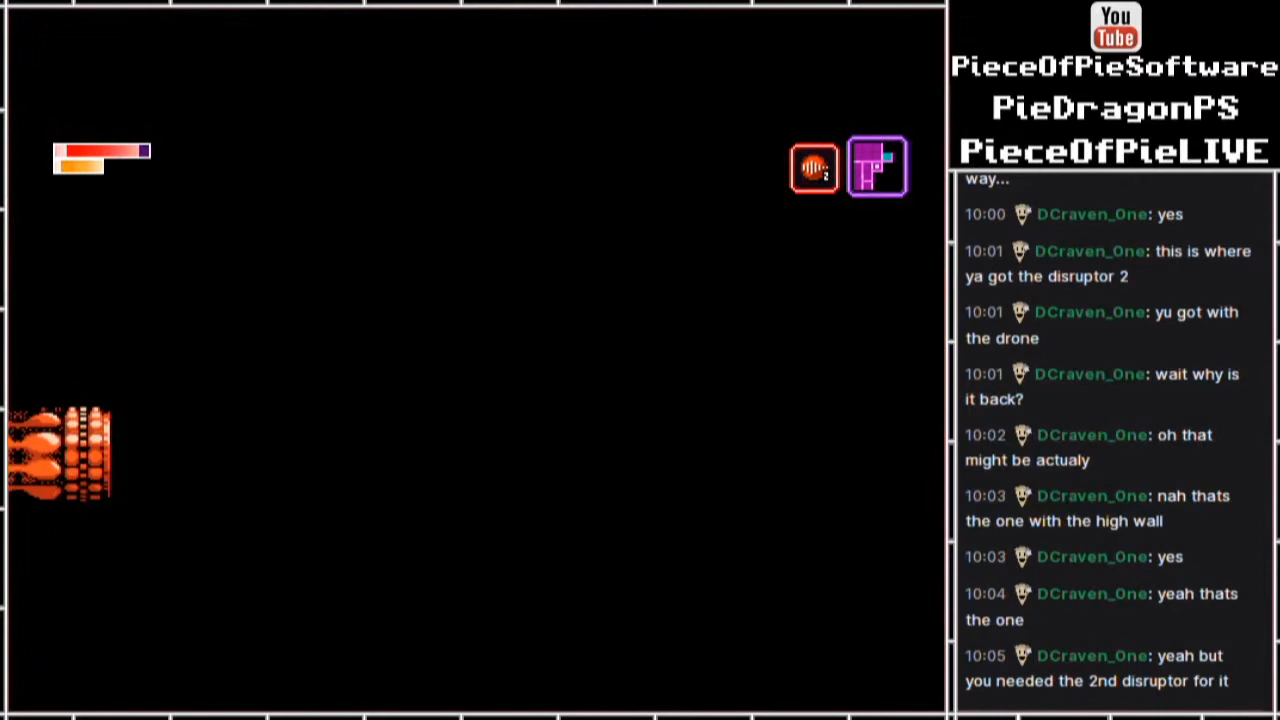 You
Tube
PieceOfPieSoftware
PieDragonPS
PieceOfPieLIVE
way...
10:00 DCraven_One: yes
10:01 DCraven_One: this is where
ya got the disruptor 2
10:01 DCraven_One: yu got with
the drone
10:01 DCraven_One: wait why is
it back?
10:02 DCraven_One: oh that
might be actualy
10:03 DCraven_One: nah thats
the one with the high wall
10:03 DCraven_One: yes
10:04 DCraven_One: yeah thats
the one
10:05 DCraven_One: yeah but
you needed the 2nd disruptor for it
2